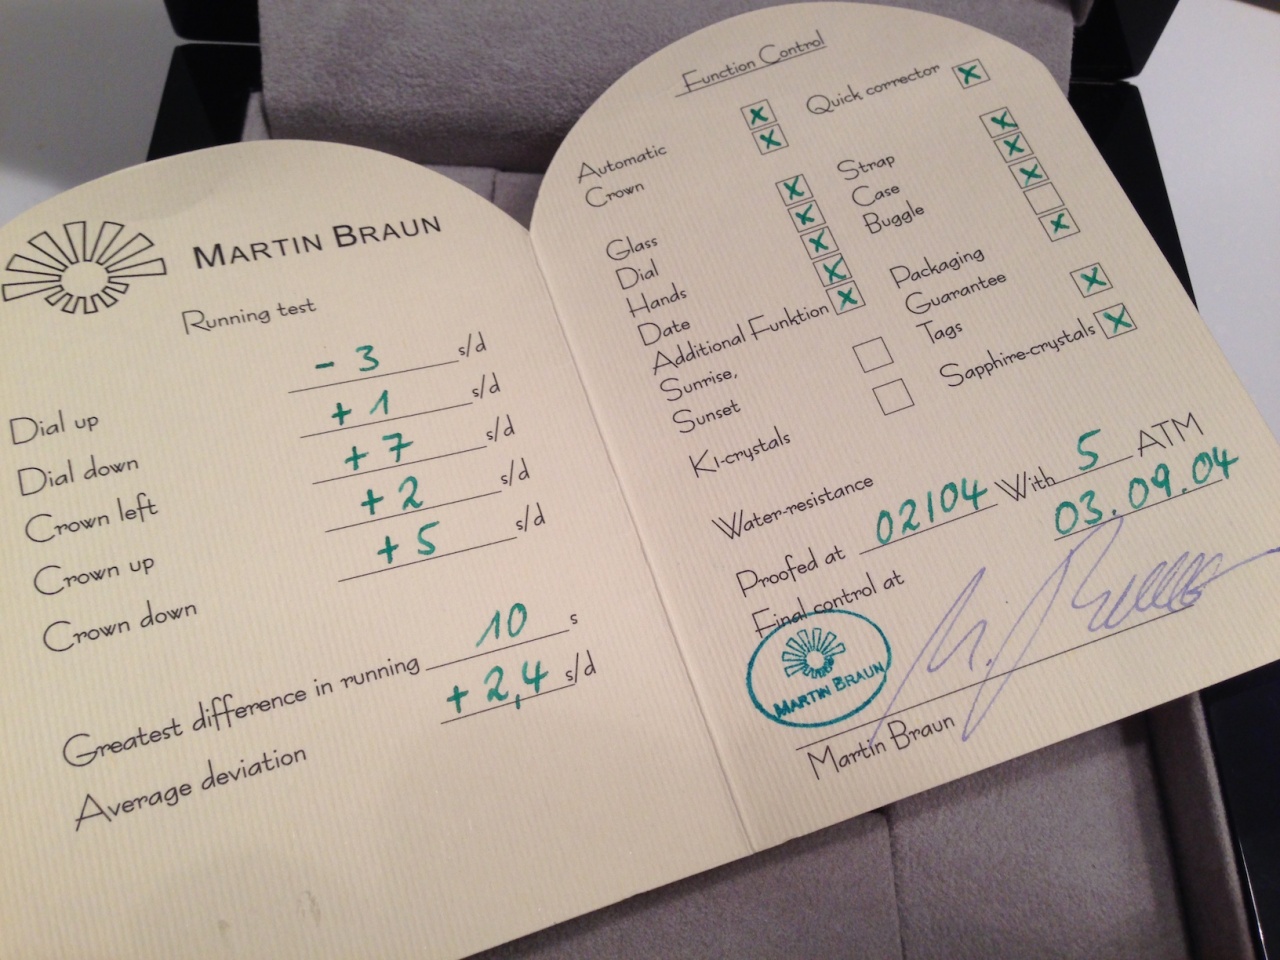 MARTIN BRAUN
Running test
Dial up - 3 s/d
Dial down + 1 s/d
Crown left + 7 s/d
Crown up + 2 s/d
Crown down + 5 s/d
Greatest difference in running 10 s
Average deviation + 2,4 s/d
Function Control
Automatic
Crown
Glass
Dial
Hands
Date
Additional Funktion
Sunrise,
Sunset
KI-crystals
Quick corrector
Strap
Case
Buggle
Packaging
Guarantee
Tags
Sapphire-crystals
Water-resistance
Proofed at 02104 With 5 ATM
Final control at 03.09.04
MARTIN BRAUN
M. Braun
Martin Braun